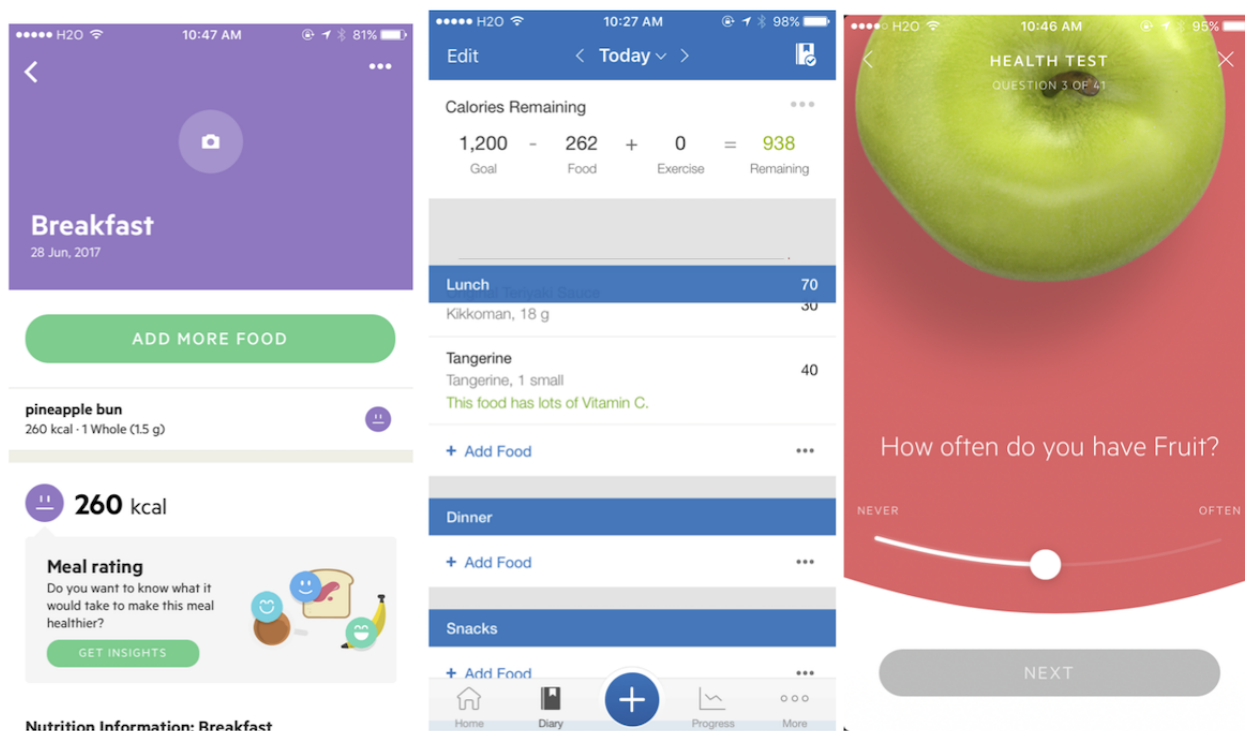 ●●●●● H2O 10:47 AM 81%
Breakfast
28 Jun, 2017
ADD MORE FOOD
pineapple bun
260 kcal · 1 Whole (1.5 g)
260 kcal
Meal rating
Do you want to know what it
would take to make this meal
healthier?
GET INSIGHTS
Nutrition Information: Breakfast
●●●●● H2O 10:27 AM 98%
Edit < Today >
Calories Remaining
1,200 - 262 + 0 = 938
Goal Food Exercise Remaining
Lunch 70
Original Teriyaki Sauce 30
Kikkoman, 18 g
Tangerine 40
Tangerine, 1 small
This food has lots of Vitamin C.
+ Add Food
Dinner
+ Add Food
Snacks
+ Add Food
Home Diary Progress More
●●●●○ H2O 10:46 AM 95%
HEALTH TEST
QUESTION 3 OF 41
How often do you have Fruit?
NEVER OFTEN
NEXT